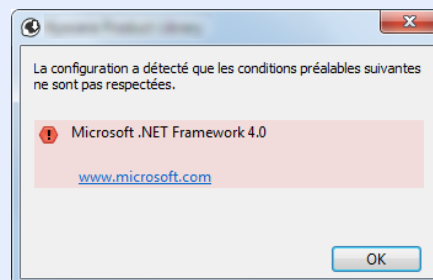 La configuration a détecté que les conditions préalables suivantes
ne sont pas respectées.
Microsoft .NET Framework 4.0
www.microsoft.com
OK